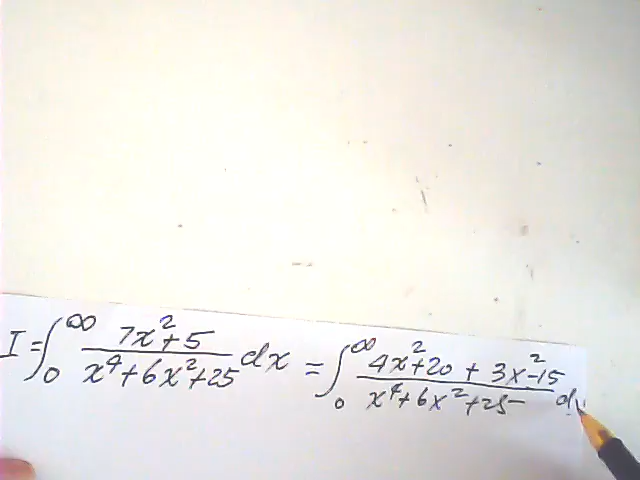 I = ∫₀^∞ (7x² + 5)/(x⁴ + 6x² + 25) dx = ∫₀^∞ (4x² + 20 + 3x² - 15)/(x⁴ + 6x² + 25) dx